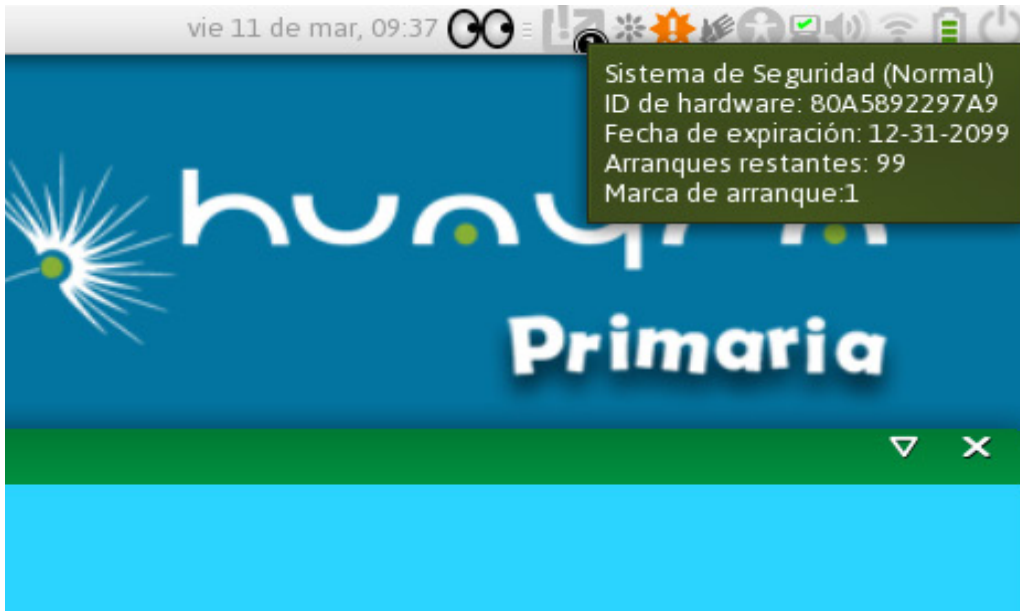 vie 11 de mar, 09:37
Sistema de Seguridad (Normal)
ID de hardware: 80A5892297A9
Fecha de expiración: 12-31-2099
Arranques restantes: 99
Marca de arranque:1
Primaria